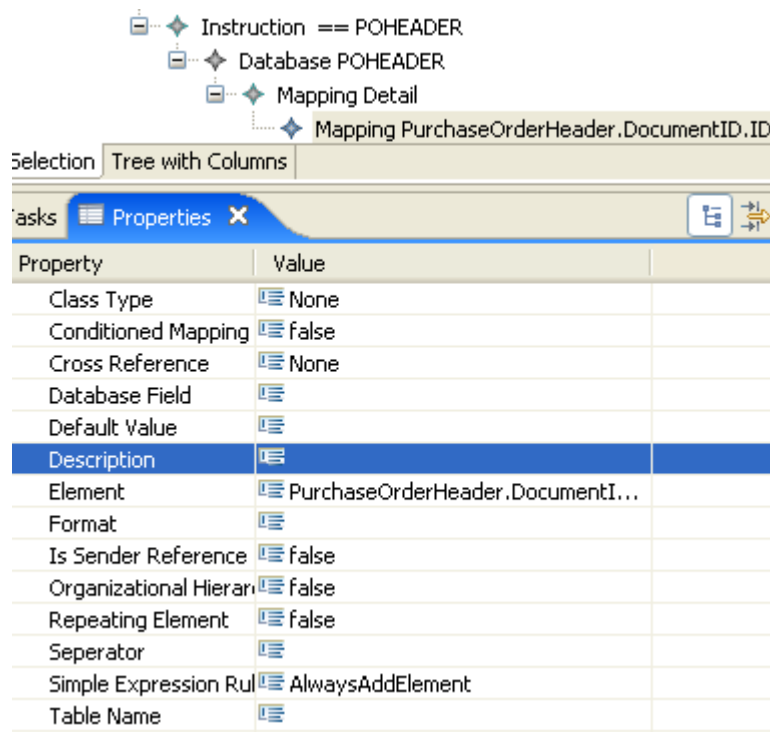 Instruction == POHEADER
Database POHEADER
Mapping Detail
Mapping PurchaseOrderHeader.DocumentID.ID
Selection Tree with Columns
Tasks Properties
Property Value
Class Type None
Conditioned Mapping false
Cross Reference None
Database Field
Default Value
Description
Element PurchaseOrderHeader.DocumentI...
Format
Is Sender Reference false
Organizational Hierar false
Repeating Element false
Seperator
Simple Expression Rul AlwaysAddElement
Table Name